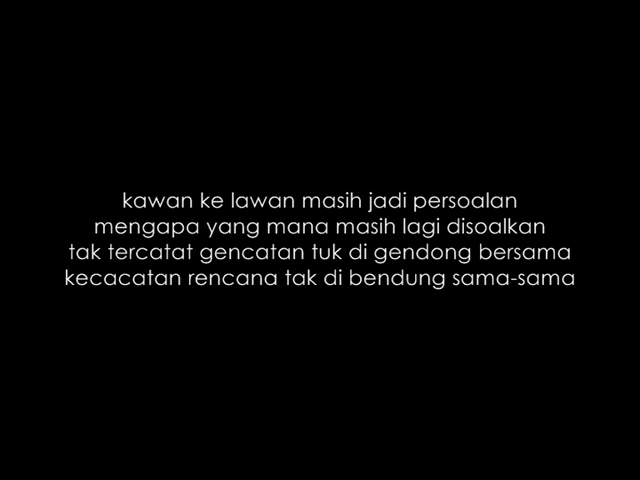 kawan ke lawan masih jadi persoalan
mengapa yang mana masih lagi disoalkan
tak tercatat gencatan tuk di gendong bersama
kecacatan rencana tak di bendung sama-sama